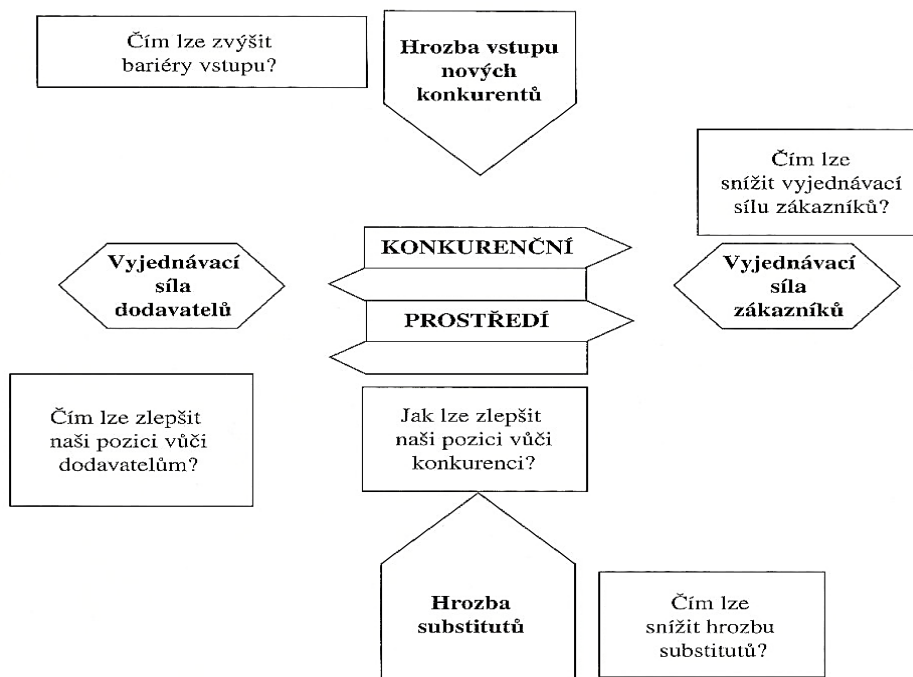 Čím lze zvýšit
bariéry vstupu?
Hrozba vstupu
nových
konkurentů
Čím lze
snížit vyjednávací
sílu zákazníků?
Vyjednávací
síla
dodavatelů
KONKURENČNÍ
PROSTŘEDÍ
Vyjednávací
síla
zákazníků
Čím lze zlepšit
naši pozici vůči
dodavatelům?
Jak lze zlepšit
naši pozici vůči
konkurenci?
Hrozba
substitutů
Čím lze
snížit hrozbu
substitutů?